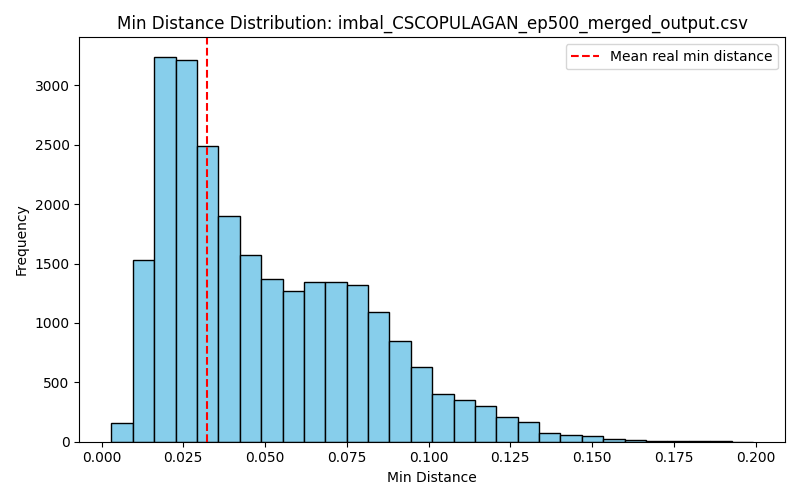 Min Distance Distribution: imbal_CSCOPULAGAN_ep500_merged_output.csv
Mean real min distance
3000
2500
2000
1500
1000
500
0
Frequency
0.000 0.025 0.050 0.075 0.100 0.125 0.150 0.175 0.200
Min Distance